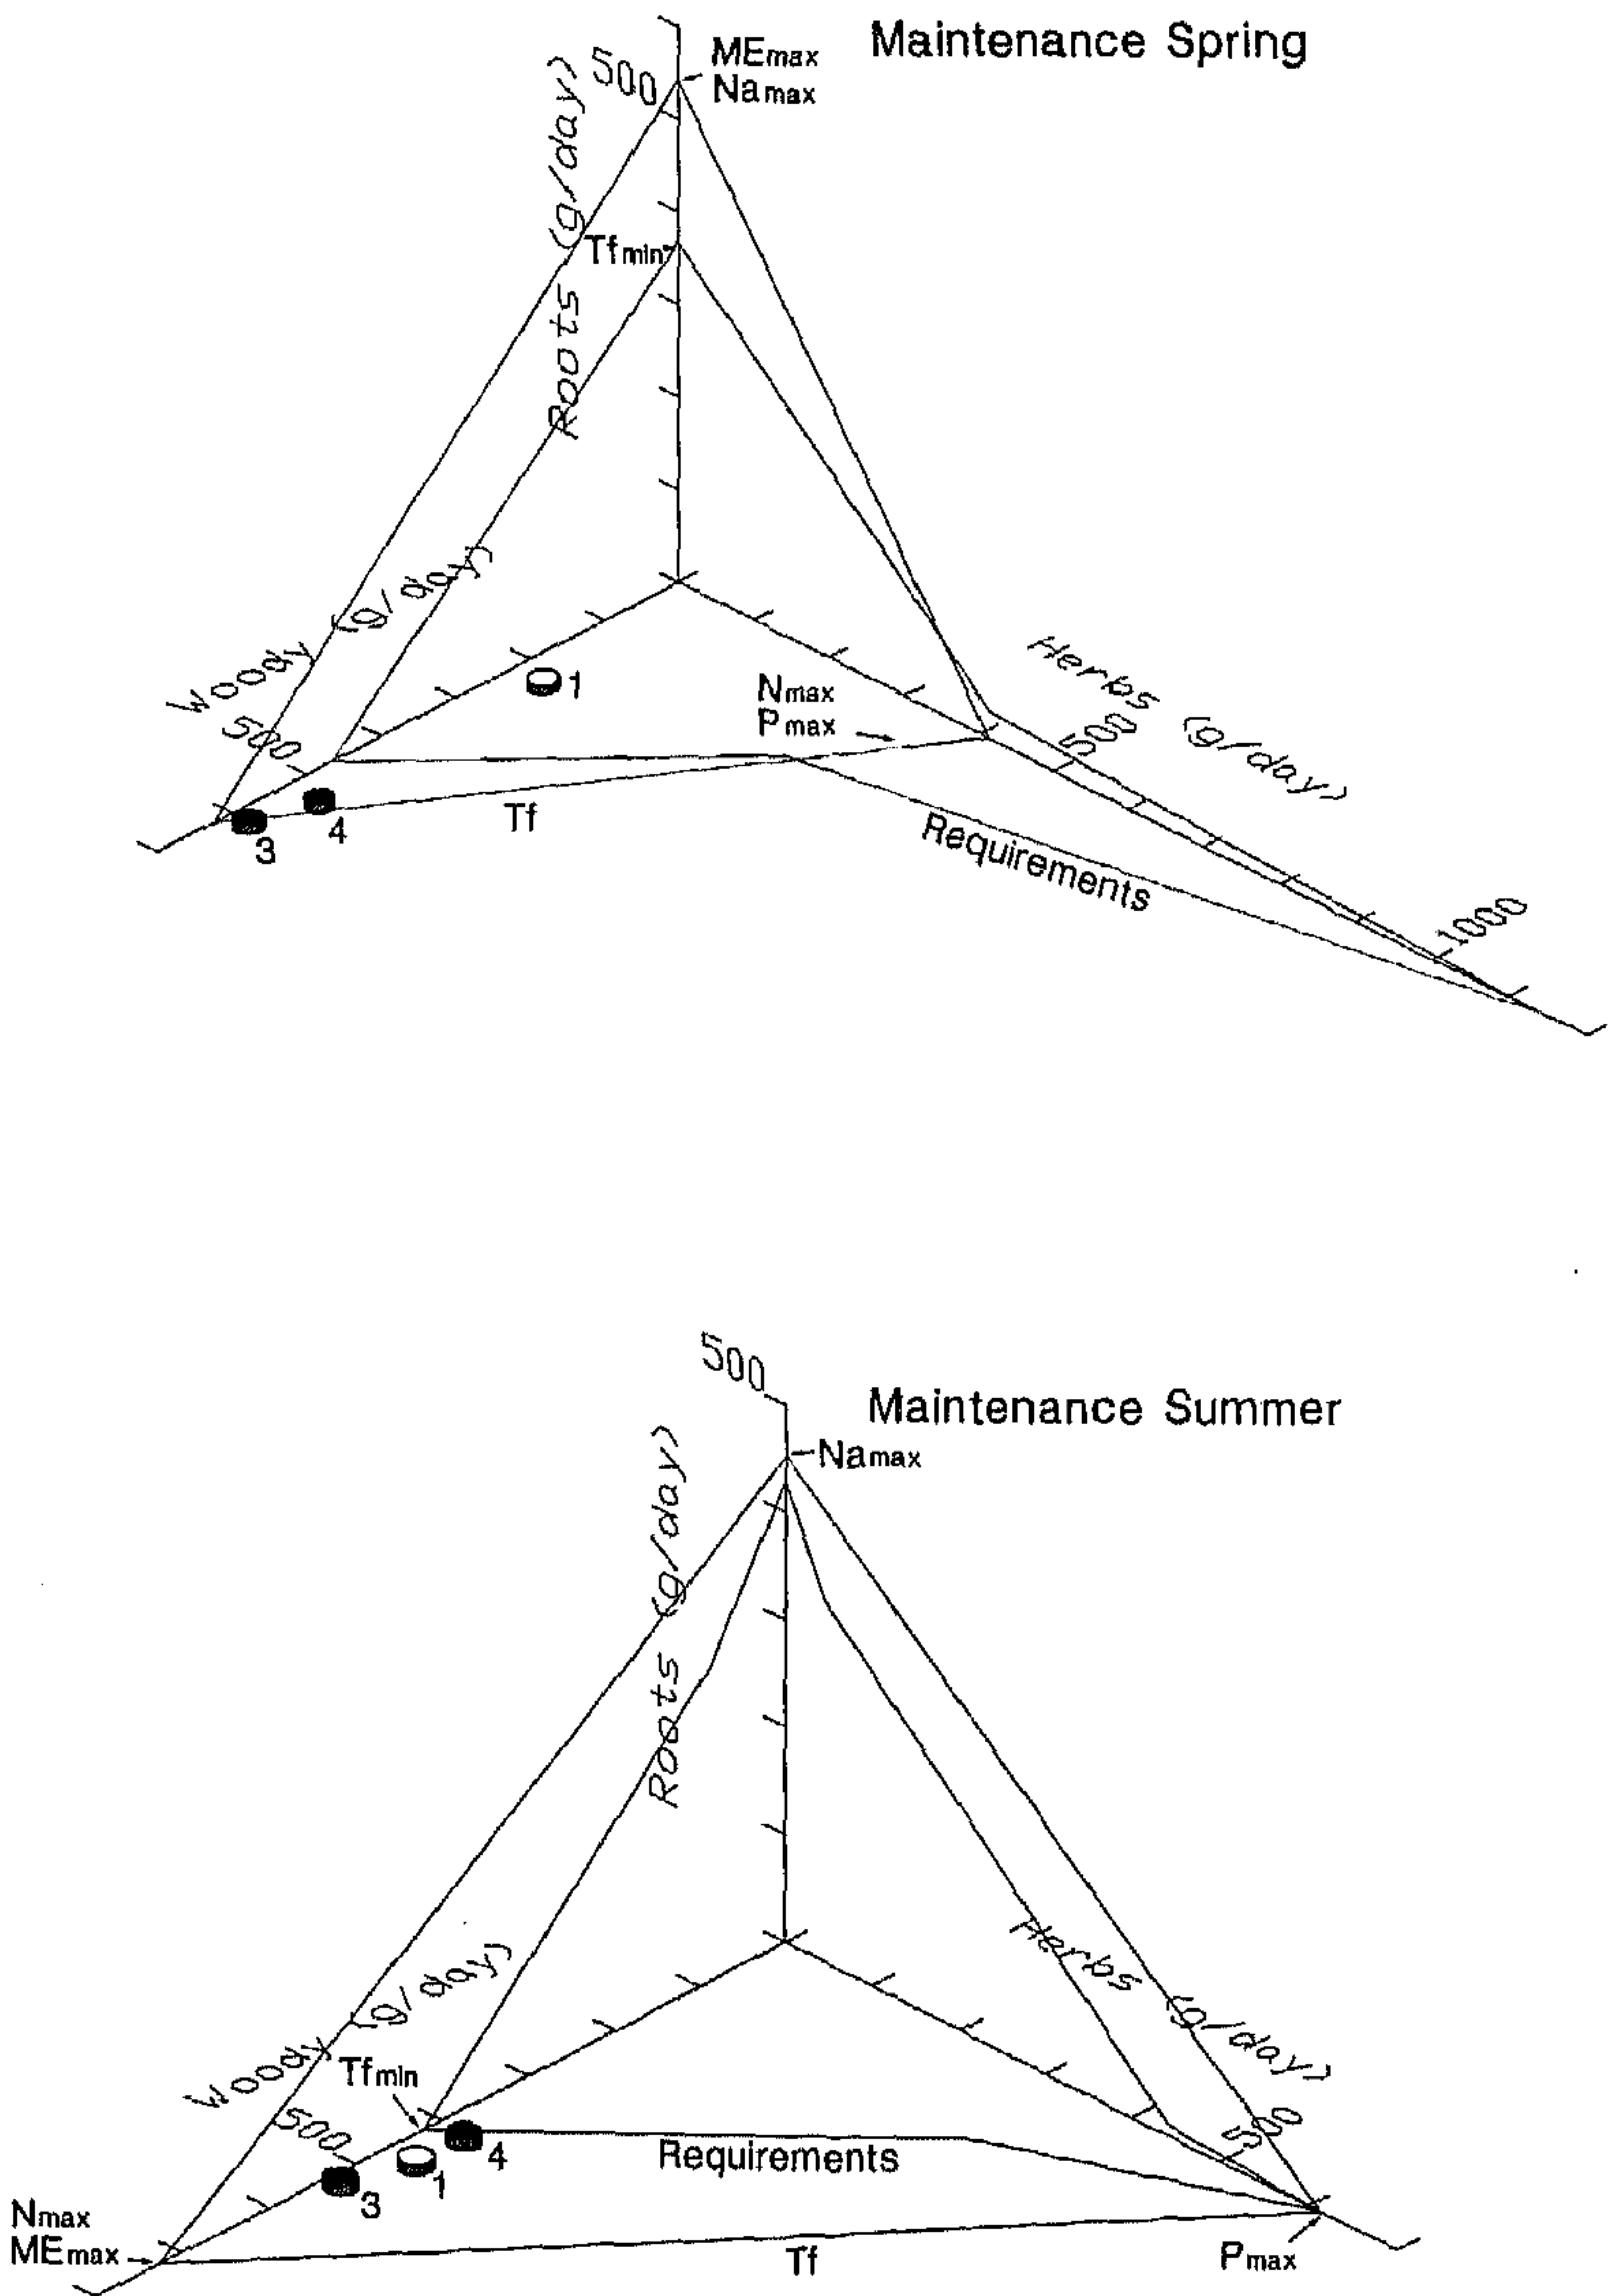 Maintenance Spring
MEmax
Namax
500
Roots (g/day)
Tfmin
Woody (g/day)
500
1
Nmax
Pmax
Herbs (g/day)
500
1000
Tf
3
4
Requirements
Maintenance Summer
500
Namax
Roots (g/day)
Woody (g/day)
500
Tfmin
Herbs (g/day)
500
4
1
3
Requirements
Nmax
MEmax
Tf
Pmax